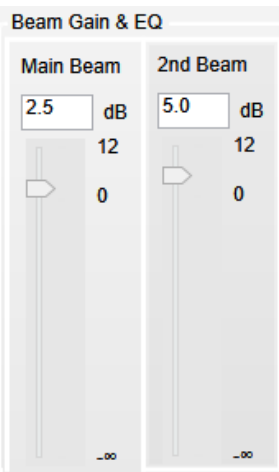 Beam Gain & EQ
Main Beam
2.5 dB
12
0
-∞
2nd Beam
5.0 dB
12
0
-∞